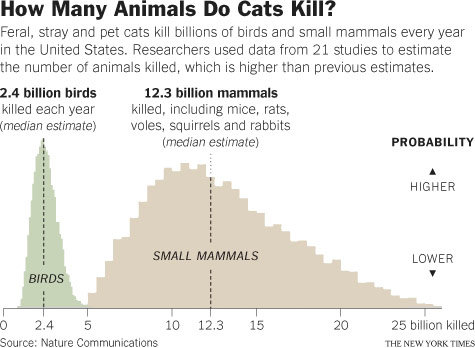 How Many Animals Do Cats Kill?
Feral, stray and pet cats kill billions of birds and small mammals every year
in the United States. Researchers used data from 21 studies to estimate
the number of animals killed, which is higher than previous estimates.
2.4 billion birds
killed each year
(median estimate)
12.3 billion mammals
killed, including mice, rats,
voles, squirrels and rabbits
(median estimate)
PROBABILITY
▲
HIGHER
LOWER
▼
BIRDS
SMALL MAMMALS
0 2.4 5 10 12.3 15 20 25 billion killed
Source: Nature Communications
THE NEW YORK TIMES